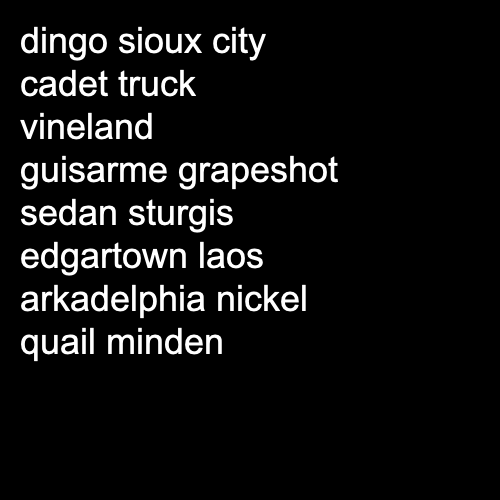 dingo sioux city
cadet truck
vineland
guisarme grapeshot
sedan sturgis
edgartown laos
arkadelphia nickel
quail minden